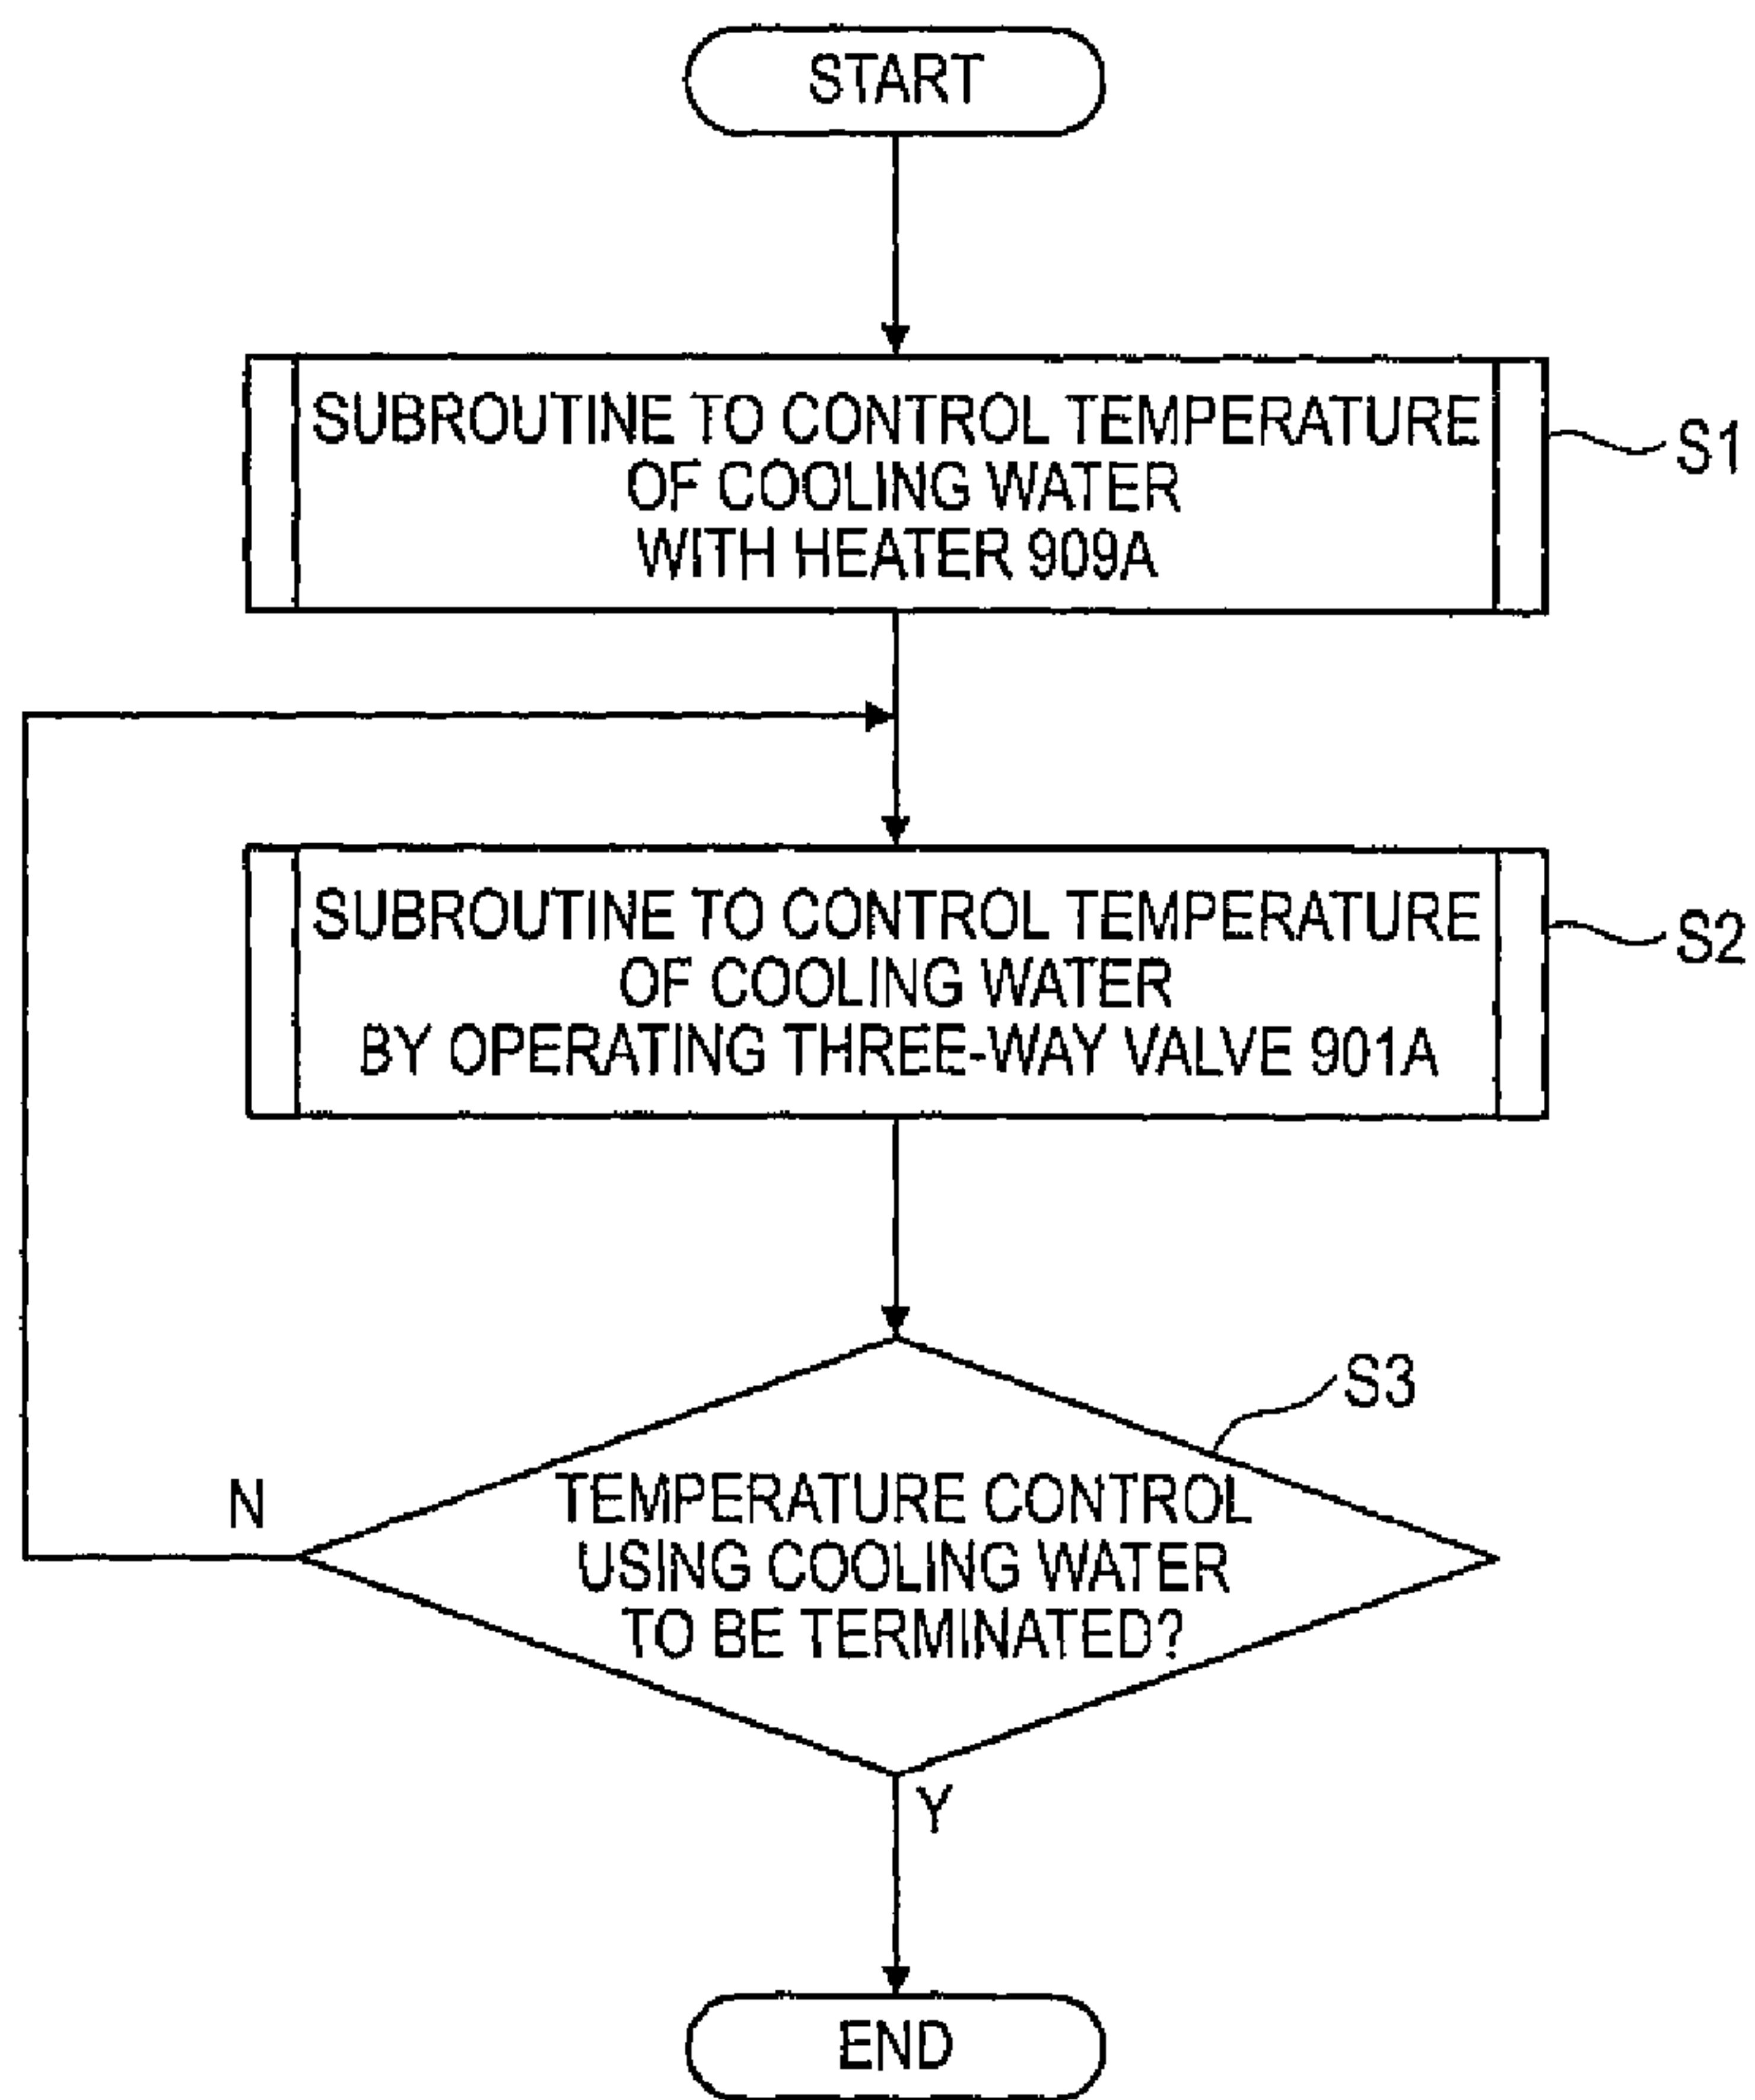 START
SUBROUTINE TO CONTROL TEMPERATURE
OF COOLING WATER
WITH HEATER 909A
S1
SUBROUTINE TO CONTROL TEMPERATURE
OF COOLING WATER
BY OPERATING THREE-WAY VALVE 901A
S2
S3
TEMPERATURE CONTROL
USING COOLING WATER
TO BE TERMINATED?
N
Y
END